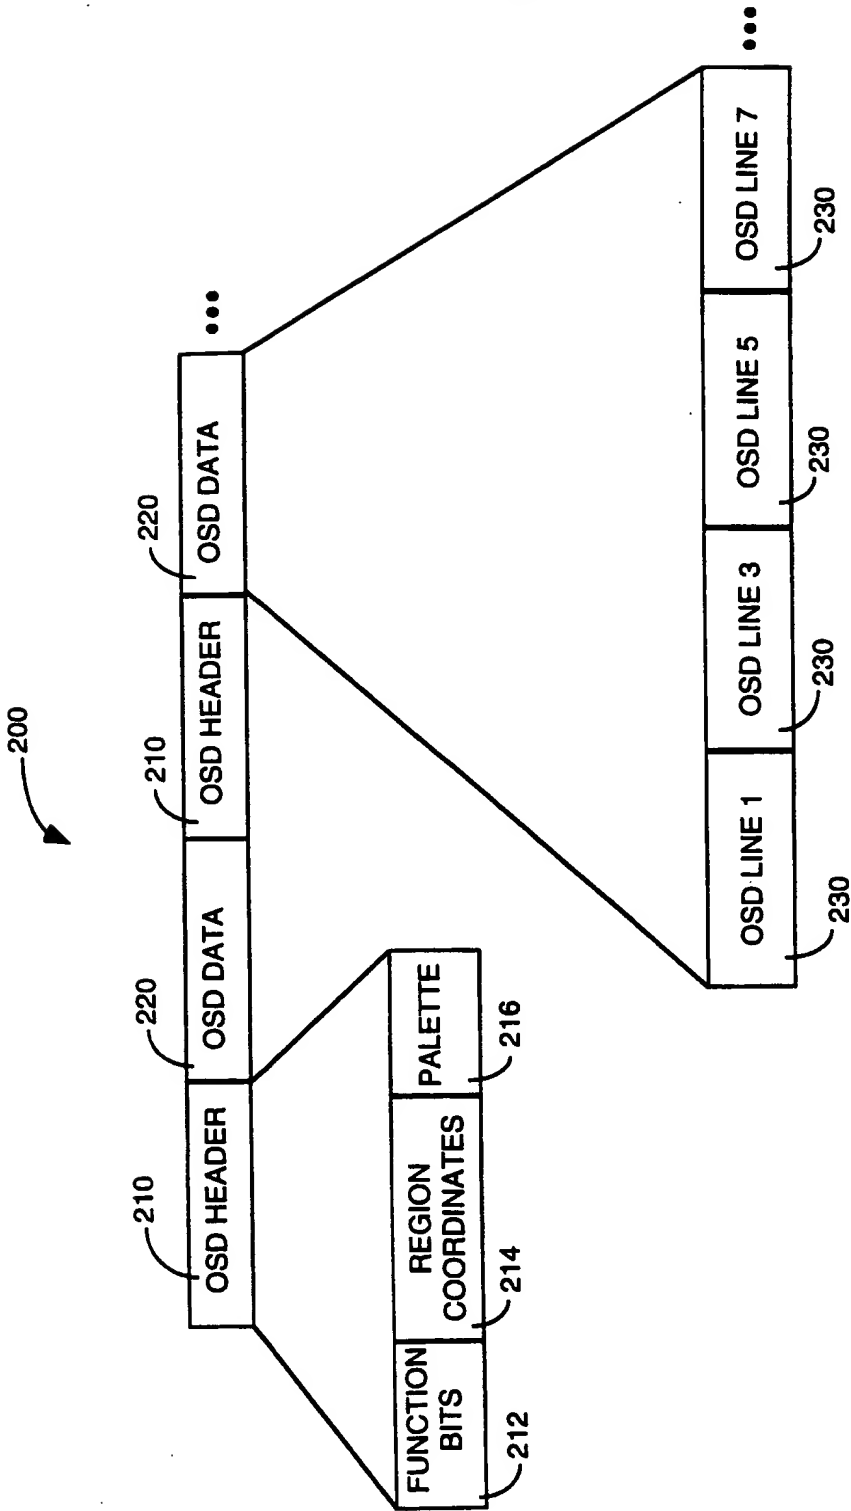 200
210
220
210
220
OSD HEADER
OSD DATA
OSD HEADER
OSD DATA
•••
FUNCTION
BITS
REGION
COORDINATES
PALETTE
212
214
216
OSD LINE 1
OSD LINE 3
OSD LINE 5
OSD LINE 7
•••
230
230
230
230